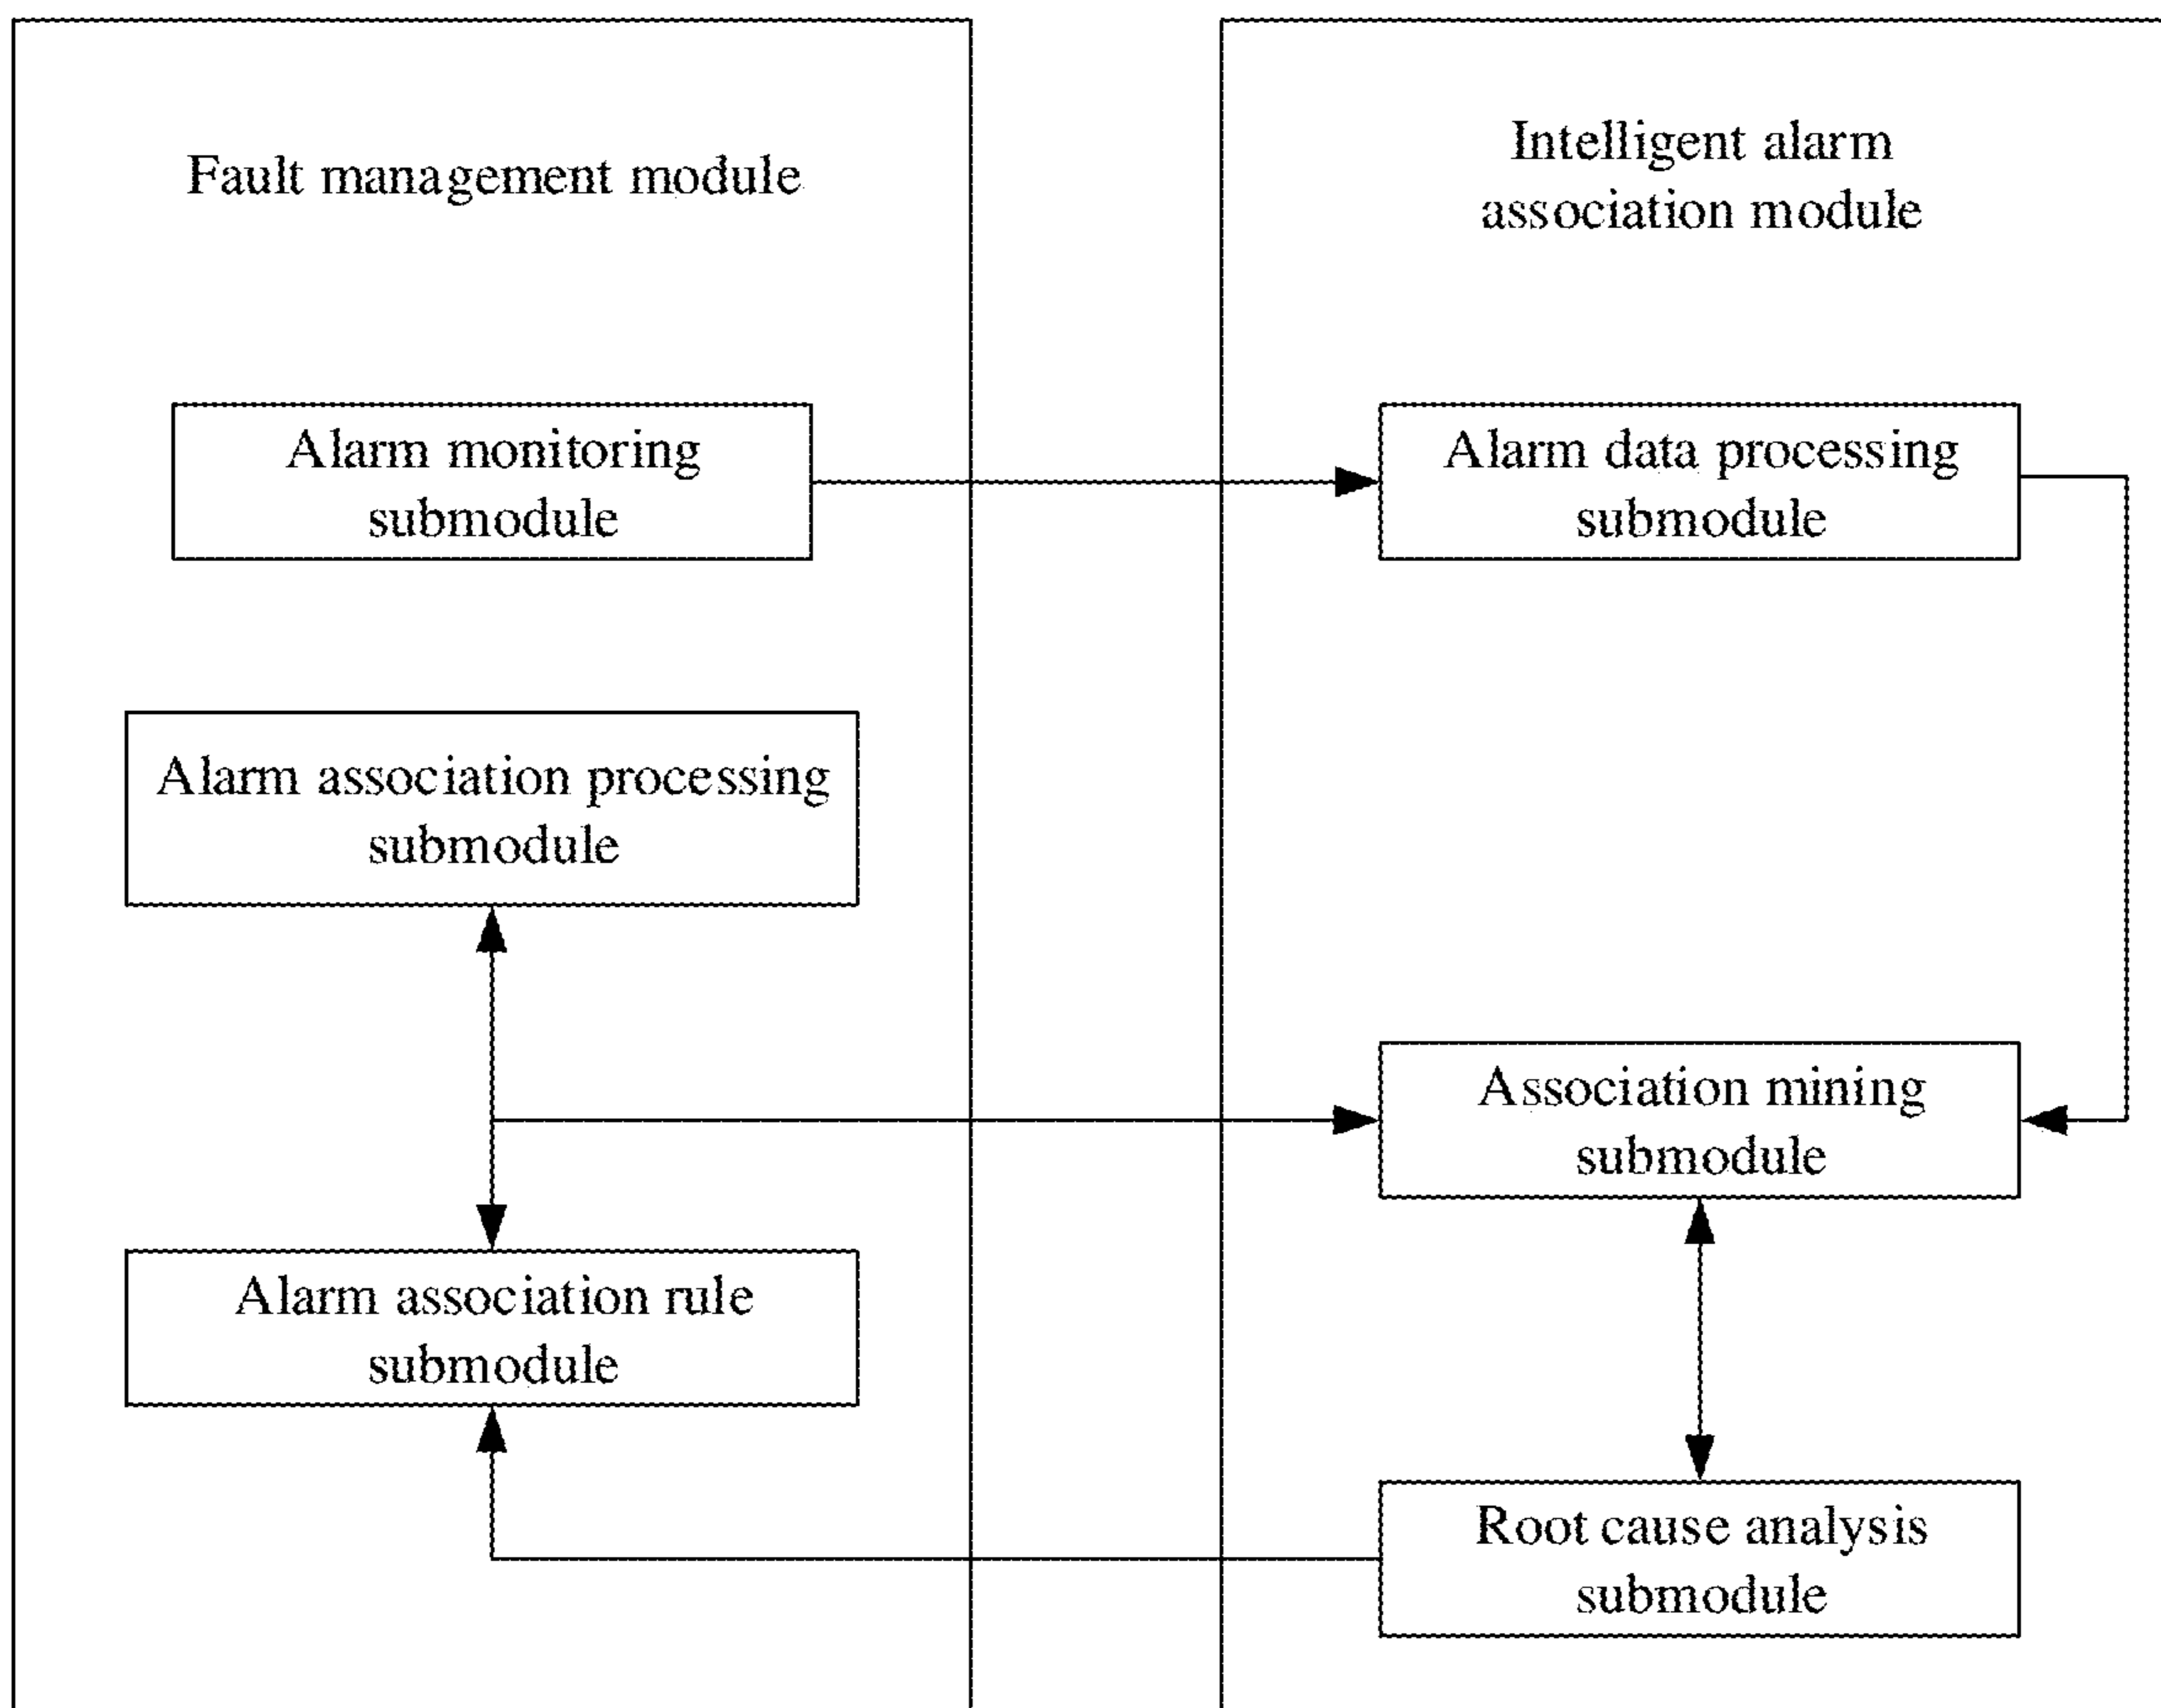 Fault management module
Alarm monitoring
submodule
Alarm association processing
submodule
Alarm association rule
submodule
Intelligent alarm
association module
Alarm data processing
submodule
Association mining
submodule
Root cause analysis
submodule